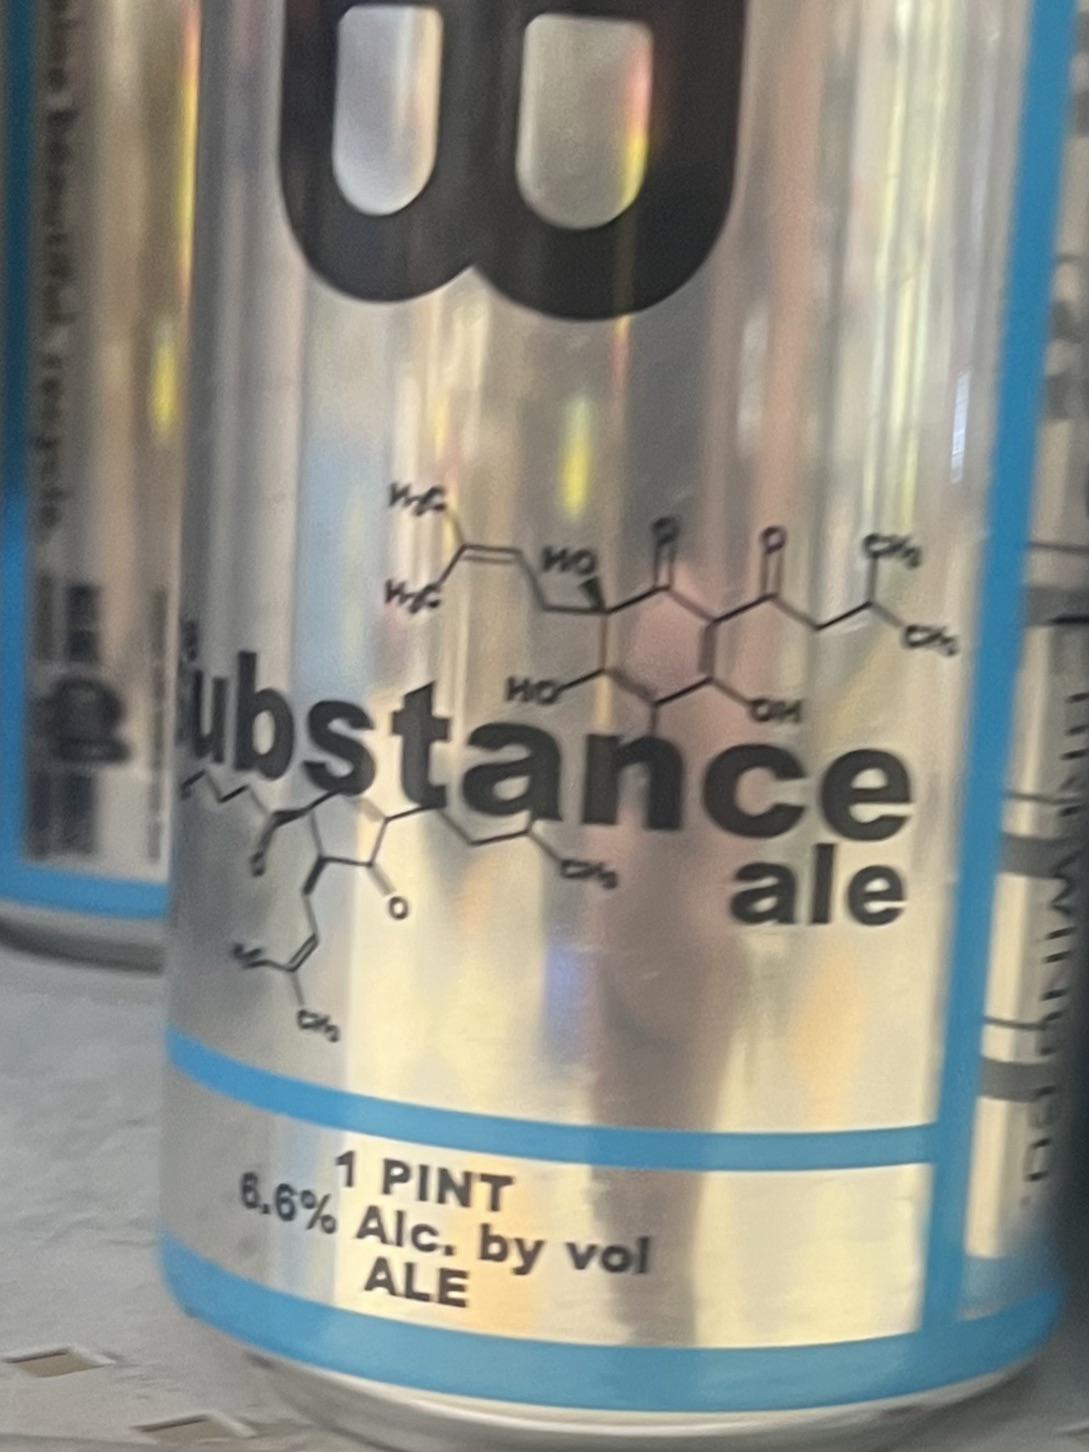 B
H₃C
H₃C
HO
O
O
CH₃
CH₃
HO
OH
ubstance
ale
O
O
CH₃
CH₃
1 PINT
6.6% Alc. by vol
ALE